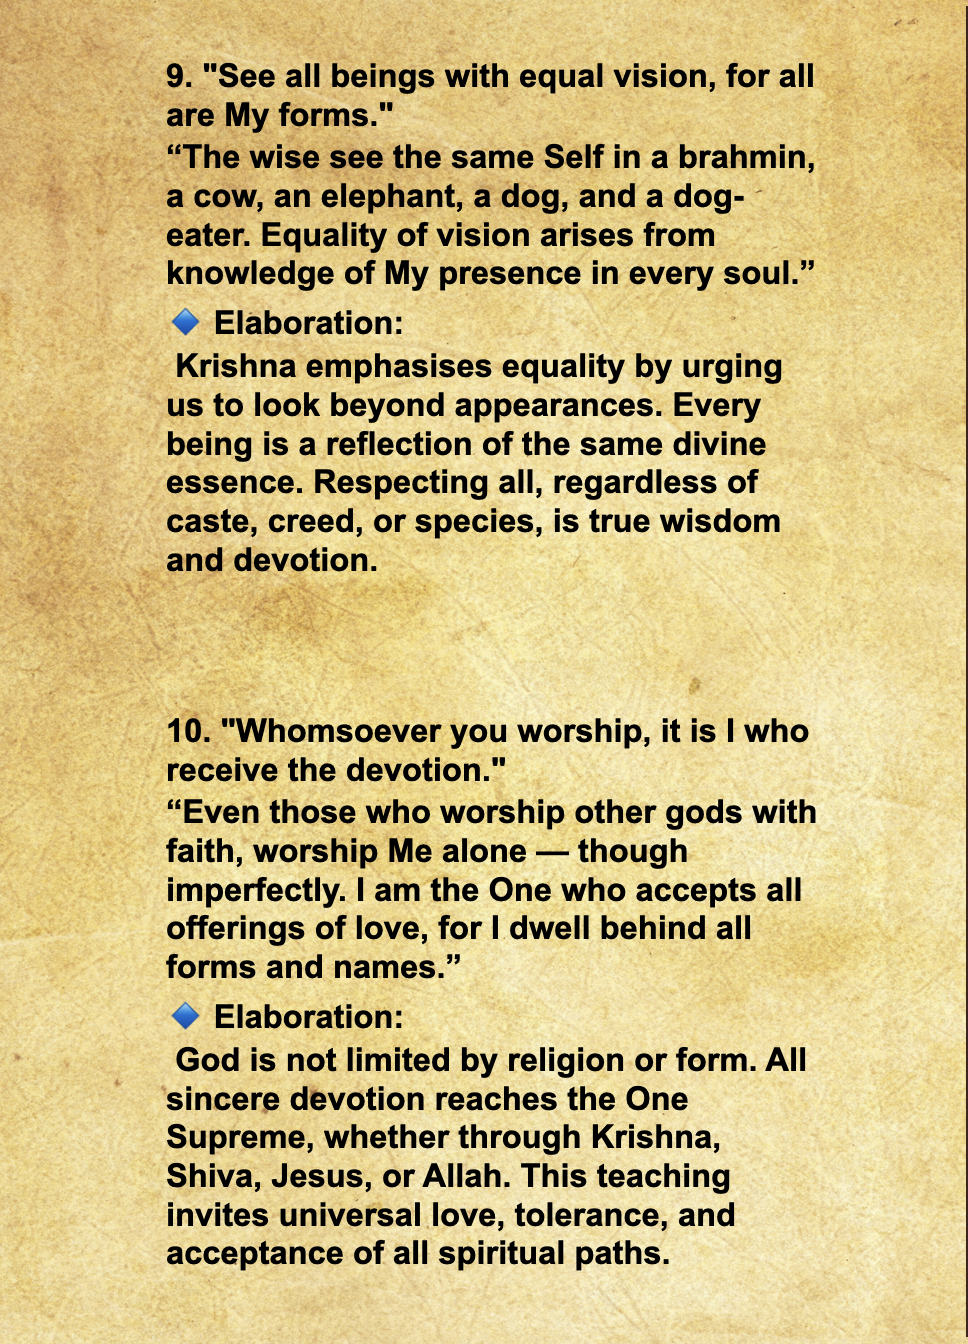 9. "See all beings with equal vision, for all
are My forms."
“The wise see the same Self in a brahmin,
a cow, an elephant, a dog, and a dog-
eater. Equality of vision arises from
knowledge of My presence in every soul.”
🔹 Elaboration:
Krishna emphasises equality by urging
us to look beyond appearances. Every
being is a reflection of the same divine
essence. Respecting all, regardless of
caste, creed, or species, is true wisdom
and devotion.
10. "Whomsoever you worship, it is I who
receive the devotion."
“Even those who worship other gods with
faith, worship Me alone — though
imperfectly. I am the One who accepts all
offerings of love, for I dwell behind all
forms and names.”
🔹 Elaboration:
God is not limited by religion or form. All
sincere devotion reaches the One
Supreme, whether through Krishna,
Shiva, Jesus, or Allah. This teaching
invites universal love, tolerance, and
acceptance of all spiritual paths.